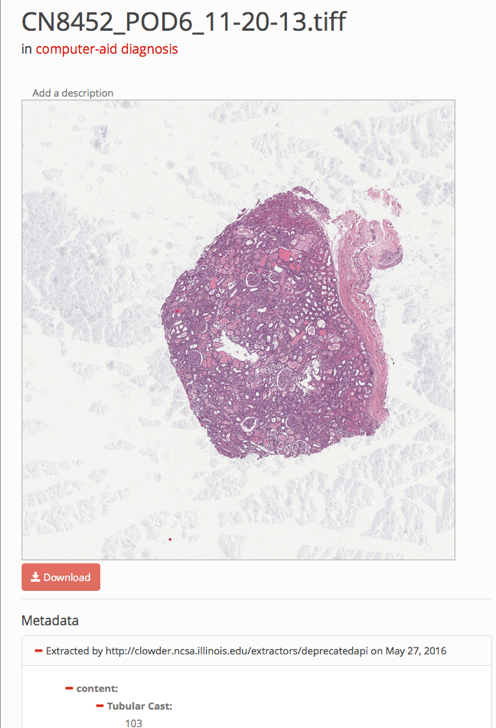 CN8452_POD6_11-20-13.tiff
in computer-aid diagnosis
Add a description
Download
Metadata
Extracted by http://clowder.ncsa.illinois.edu/extractors/deprecatedapi on May 27, 2016
content:
Tubular Cast:
103